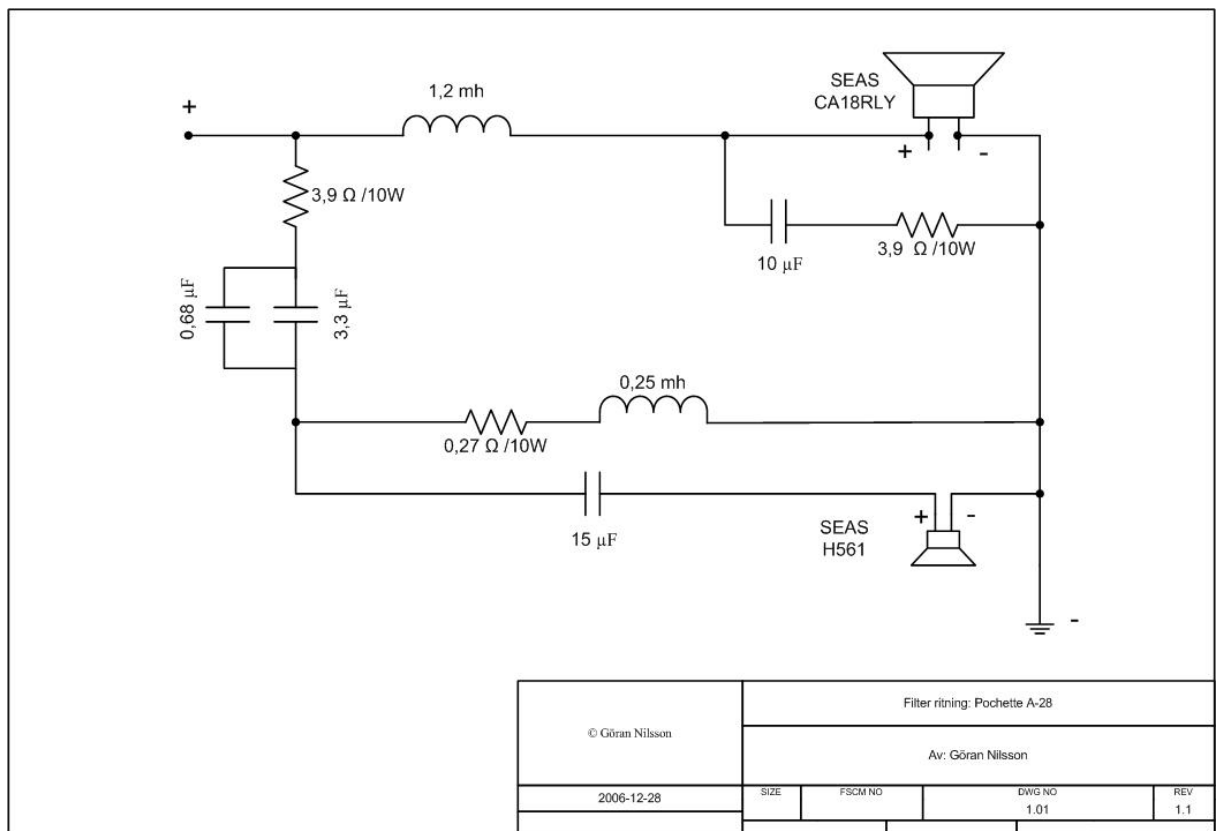 +
1,2 mh
SEAS
CA18RLY
+ -
3,9 Ω /10W
10 µF
3,9 Ω /10W
0,68 µF
3,3 µF
0,25 mh
0,27 Ω /10W
15 µF
SEAS
H561
+ -
-
© Göran Nilsson
Filter ritning: Pochette A-28
Av: Göran Nilsson
2006-12-28
SIZE
FSCM NO
DWG NO
1.01
REV
1.1